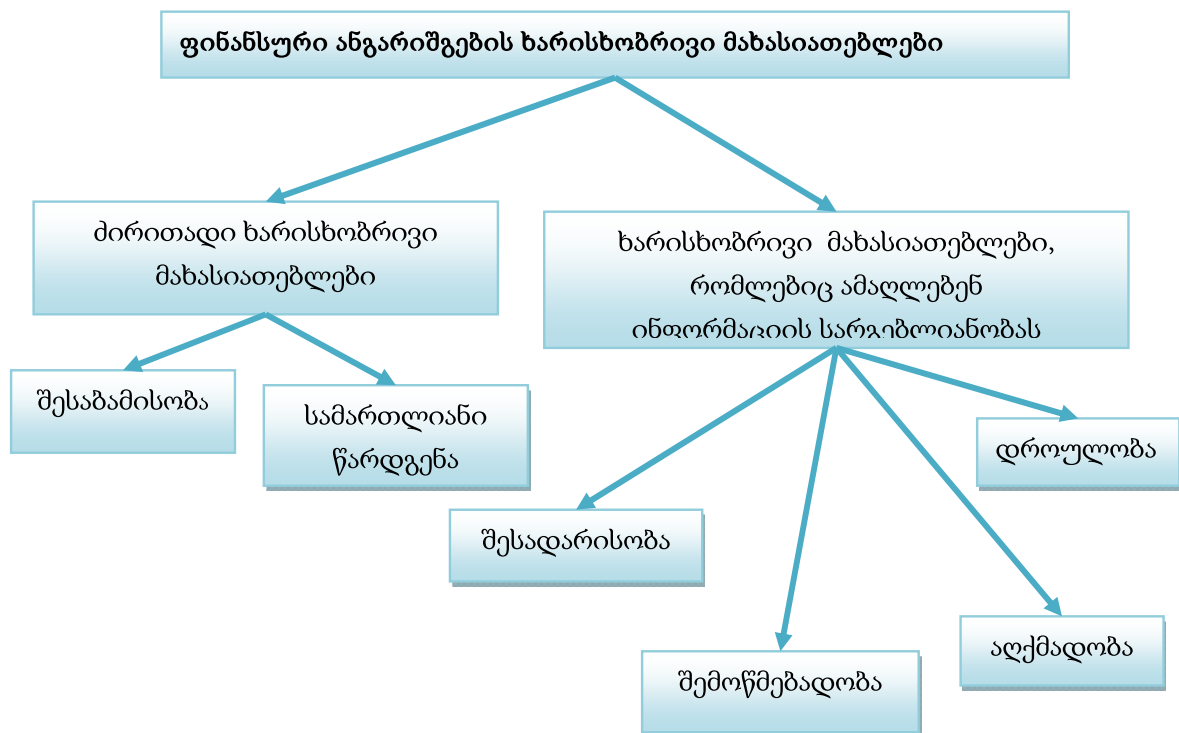 ფინანსური ანგარიშგების ხარისხობრივი მახასიათებლები
ძირითადი ხარისხობრივი
მახასიათებლები
ხარისხობრივი მახასიათებლები,
რომლებიც ამაღლებენ
ინფორმაციის სარგებლიანობას
შესაბამისობა
სამართლიანი
წარდგენა
დროულობა
შესადარისობა
აღქმადობა
შემოწმებადობა